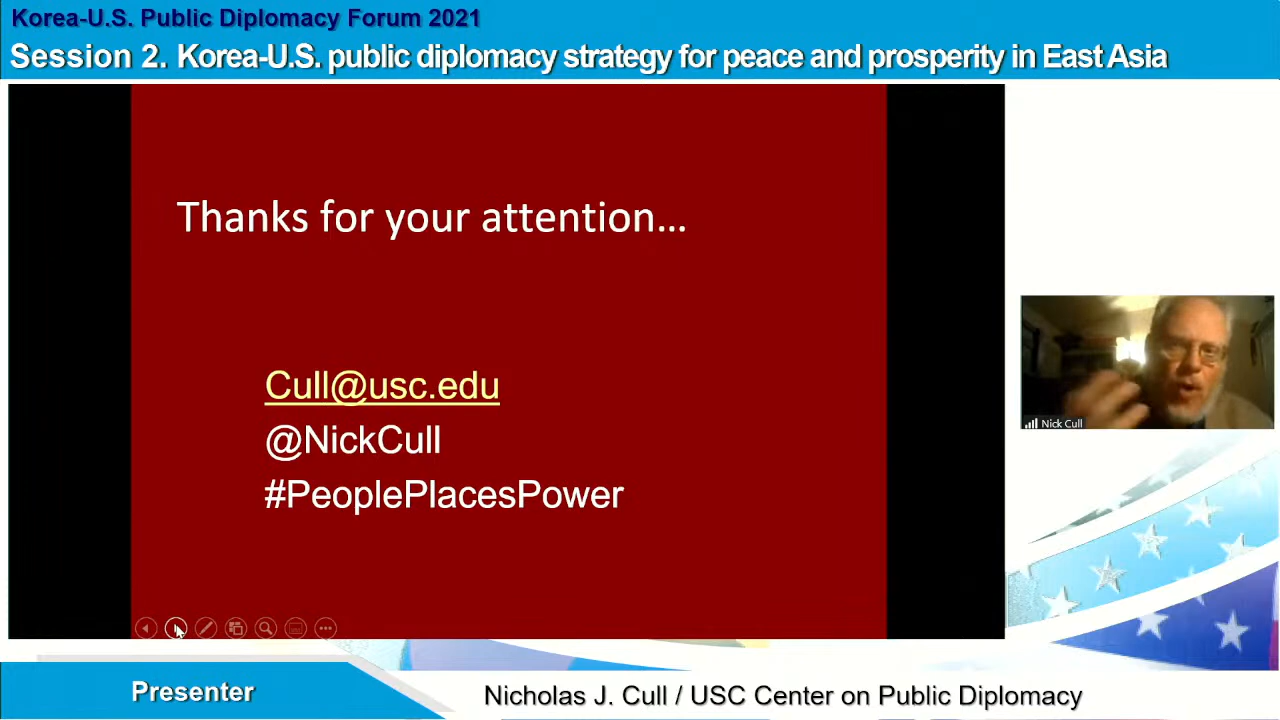 Korea-U.S. Public Diplomacy Forum 2021
Session 2. Korea-U.S. public diplomacy strategy for peace and prosperity in East Asia
Thanks for your attention…
Cull@usc.edu
@NickCull
#PeoplePlacesPower
Nick Cull
Presenter
Nicholas J. Cull / USC Center on Public Diplomacy